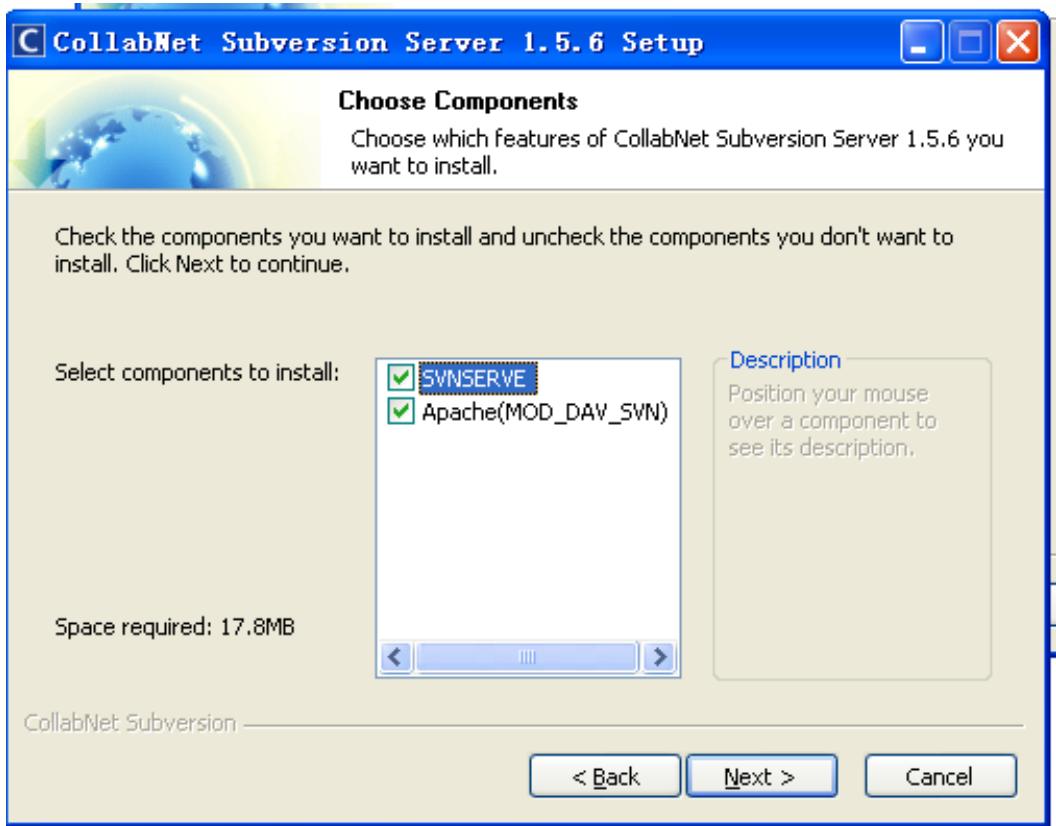 CollabNet Subversion Server 1.5.6 Setup
Choose Components
Choose which features of CollabNet Subversion Server 1.5.6 you
want to install.
Check the components you want to install and uncheck the components you don't want to
install. Click Next to continue.
Select components to install:
SVNSERVE
Apache(MOD_DAV_SVN)
Description
Position your mouse
over a component to
see its description.
Space required: 17.8MB
CollabNet Subversion
< Back
Next >
Cancel